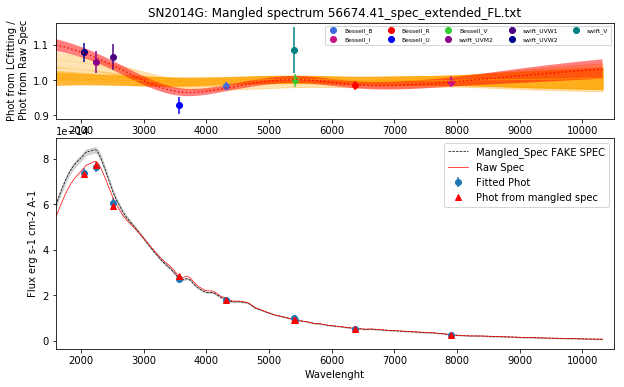 SN2014G: Mangled spectrum 56674.41_spec_extended_FL.txt
Phot from LCfitting /
Phot from Raw Spec
1.1
1.0
0.9
Bessell_B Bessell_R Bessell_V swift_UVW1 swift_V
Bessell_I Bessell_U swift_UVM2 swift_UVW2
2000 3000 4000 5000 6000 7000 8000 9000 10000
1e−14
Flux erg s-1 cm-2 A-1
8
6
4
2
0
Mangled_Spec FAKE SPEC
Raw Spec
Fitted Phot
Phot from mangled spec
2000 3000 4000 5000 6000 7000 8000 9000 10000
Wavelenght